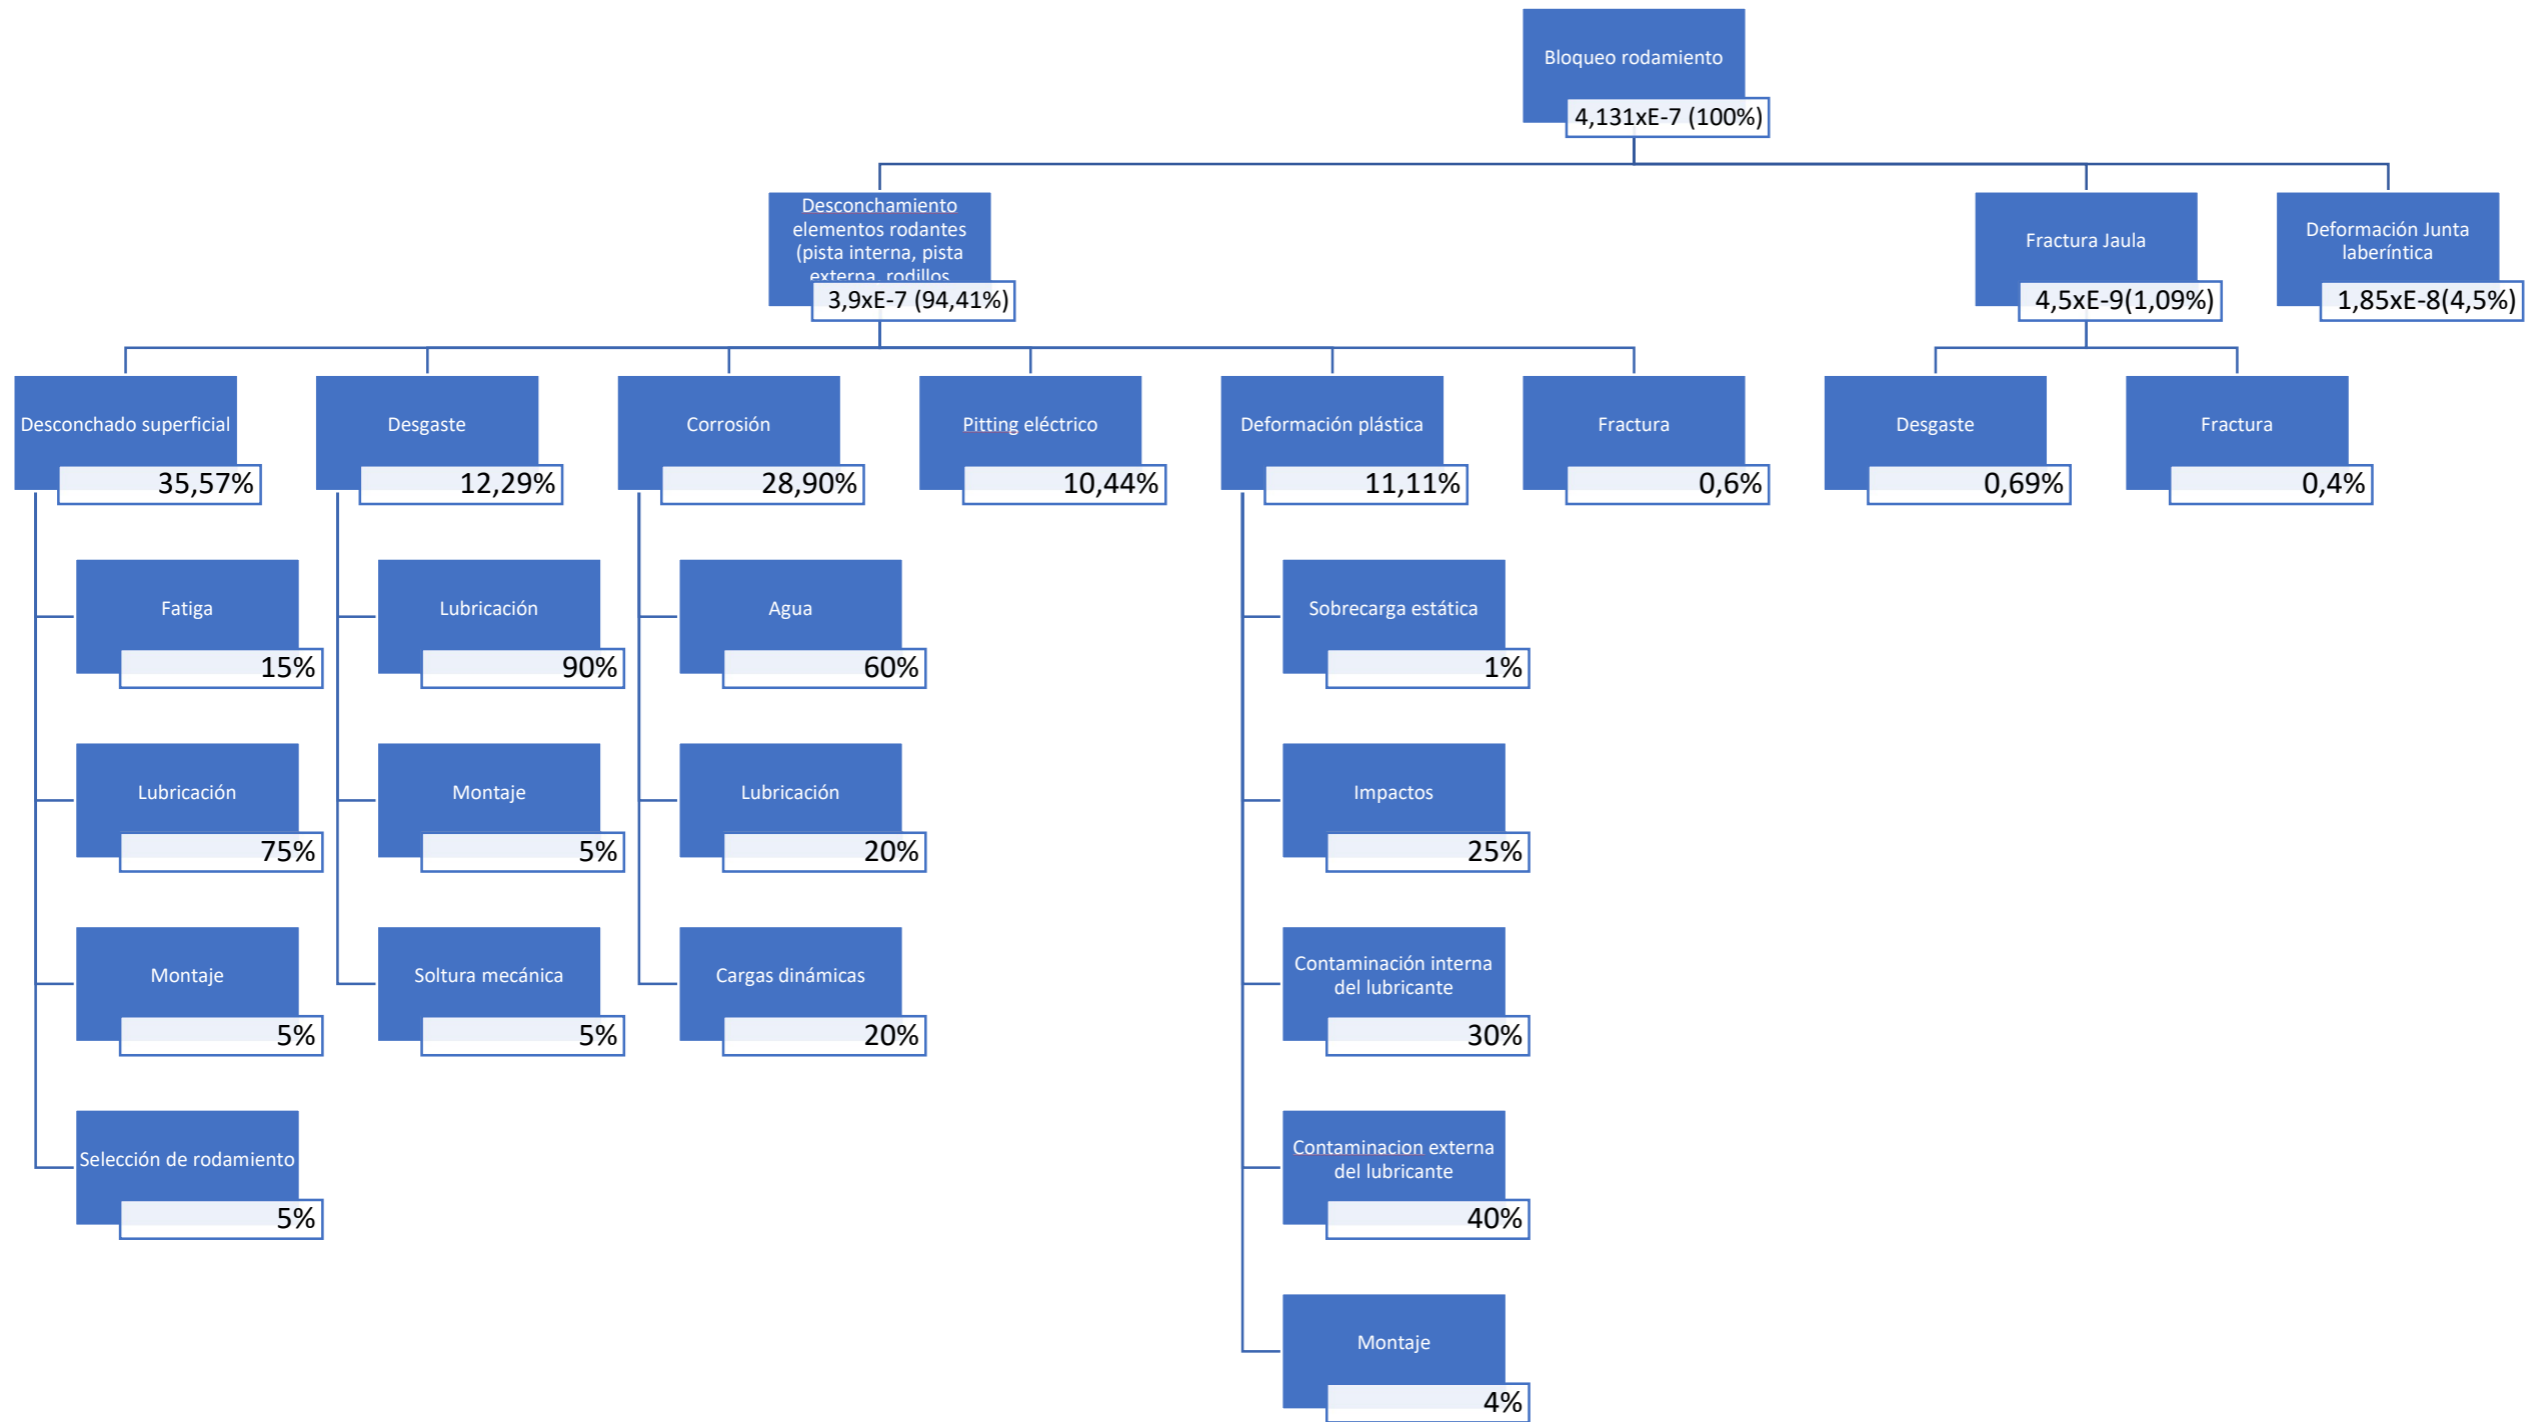 Bloqueo rodamiento
4,131xE-7 (100%)
Desconchamiento
elementos rodantes
(pista interna, pista
externa, rodillos
3,9xE-7 (94,41%)
Fractura Jaula
4,5xE-9(1,09%)
Deformación Junta
laberíntica
1,85xE-8(4,5%)
Desconchado superficial
35,57%
Desgaste
12,29%
Corrosión
28,90%
Pitting eléctrico
10,44%
Deformación plástica
11,11%
Fractura
0,6%
Desgaste
0,69%
Fractura
0,4%
Fatiga
15%
Lubricación
75%
Montaje
5%
Selección de rodamiento
5%
Lubricación
90%
Montaje
5%
Soltura mecánica
5%
Agua
60%
Lubricación
20%
Cargas dinámicas
20%
Sobrecarga estática
1%
Impactos
25%
Contaminación interna
del lubricante
30%
Contaminacion externa
del lubricante
40%
Montaje
4%